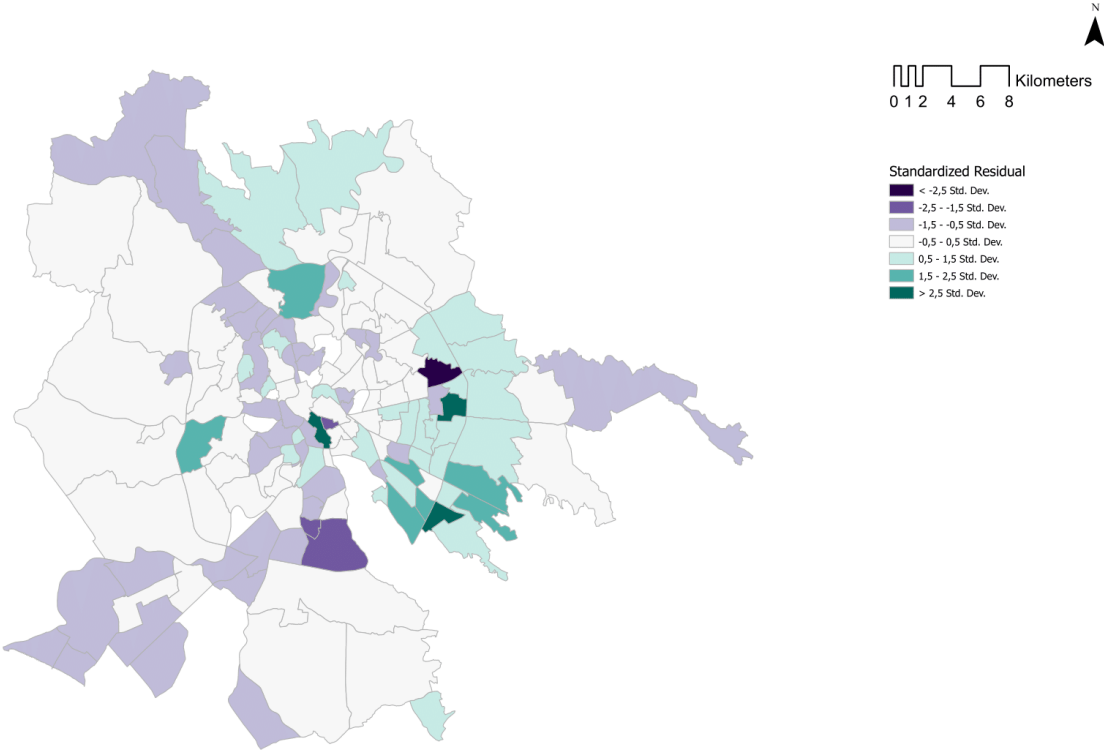 N
Kilometers
0 1 2 4 6 8
Standardized Residual
< -2,5 Std. Dev.
-2,5 - -1,5 Std. Dev.
-1,5 - -0,5 Std. Dev.
-0,5 - 0,5 Std. Dev.
0,5 - 1,5 Std. Dev.
1,5 - 2,5 Std. Dev.
> 2,5 Std. Dev.